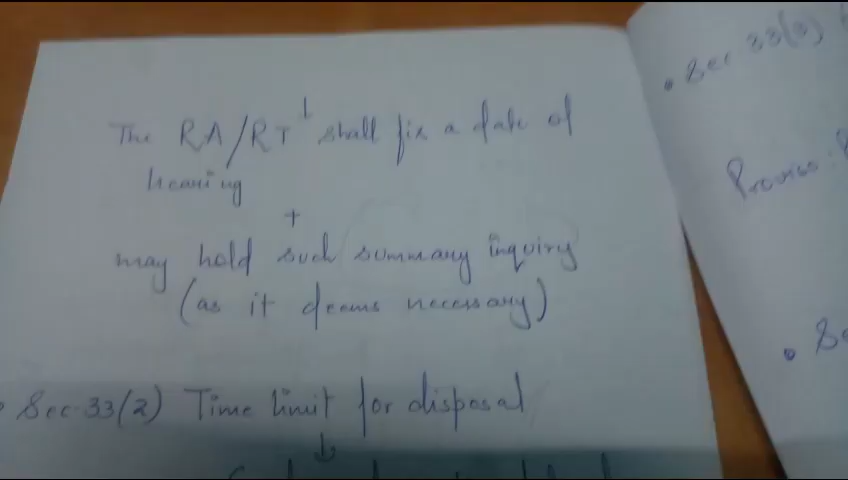 The RA/RT shall fix a date of
hearing
+
may hold such summary inquiry
(as it deems necessary)
• Sec. 33(2) Time limit for disposal
• Sec 33(3)
Proviso: